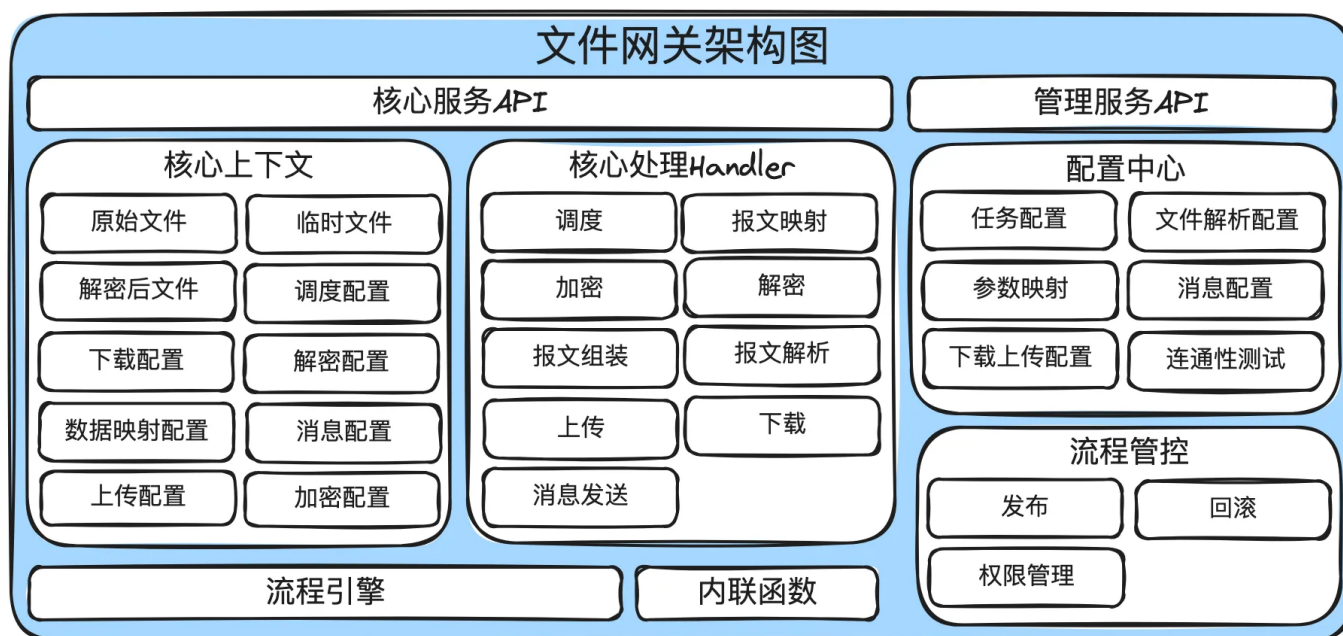 文件网关架构图
核心服务API
管理服务API
核心上下文
原始文件
临时文件
解密后文件
调度配置
下载配置
解密配置
数据映射配置
消息配置
上传配置
加密配置
核心处理Handler
调度
报文映射
加密
解密
报文组装
报文解析
上传
下载
消息发送
配置中心
任务配置
文件解析配置
参数映射
消息配置
下载上传配置
连通性测试
流程管控
发布
回滚
权限管理
流程引擎
内联函数